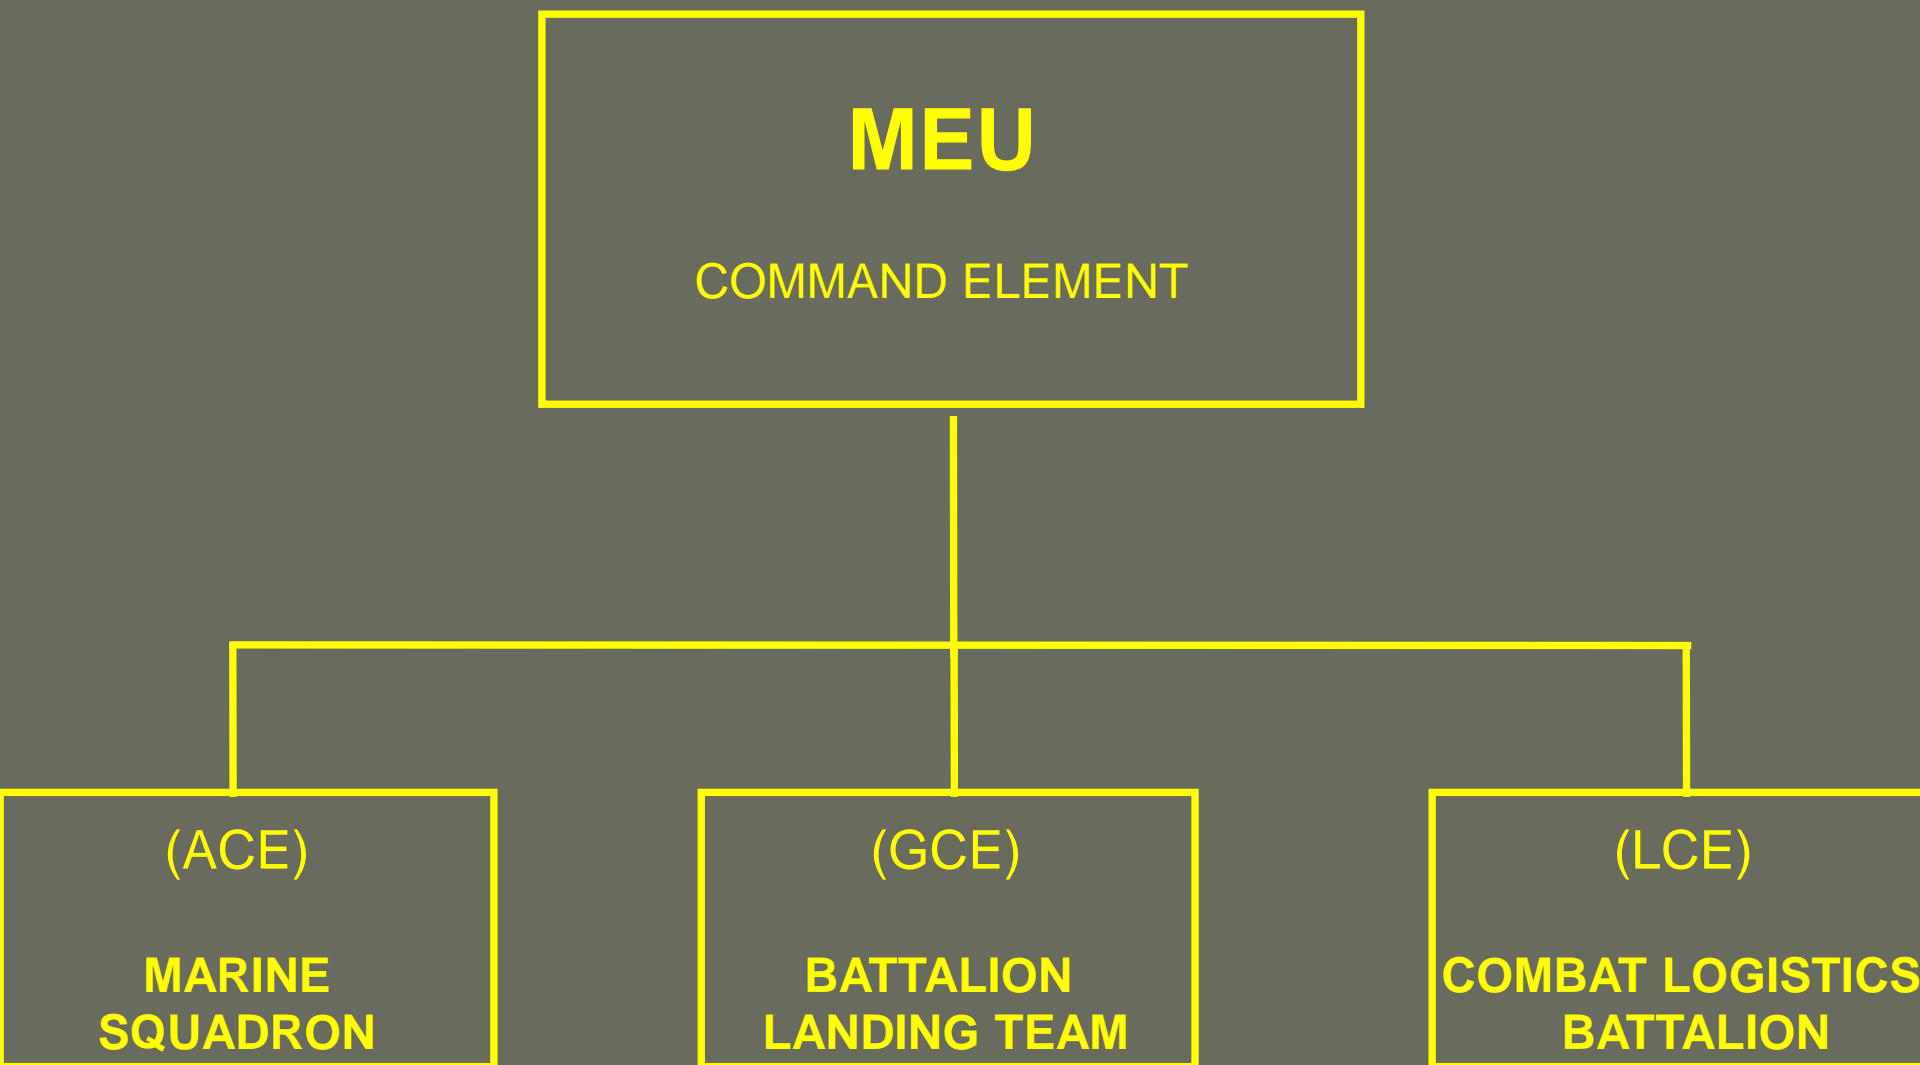 MEU
COMMAND ELEMENT
(ACE)
MARINE
SQUADRON
(GCE)
BATTALION
LANDING TEAM
(LCE)
COMBAT LOGISTICS
BATTALION